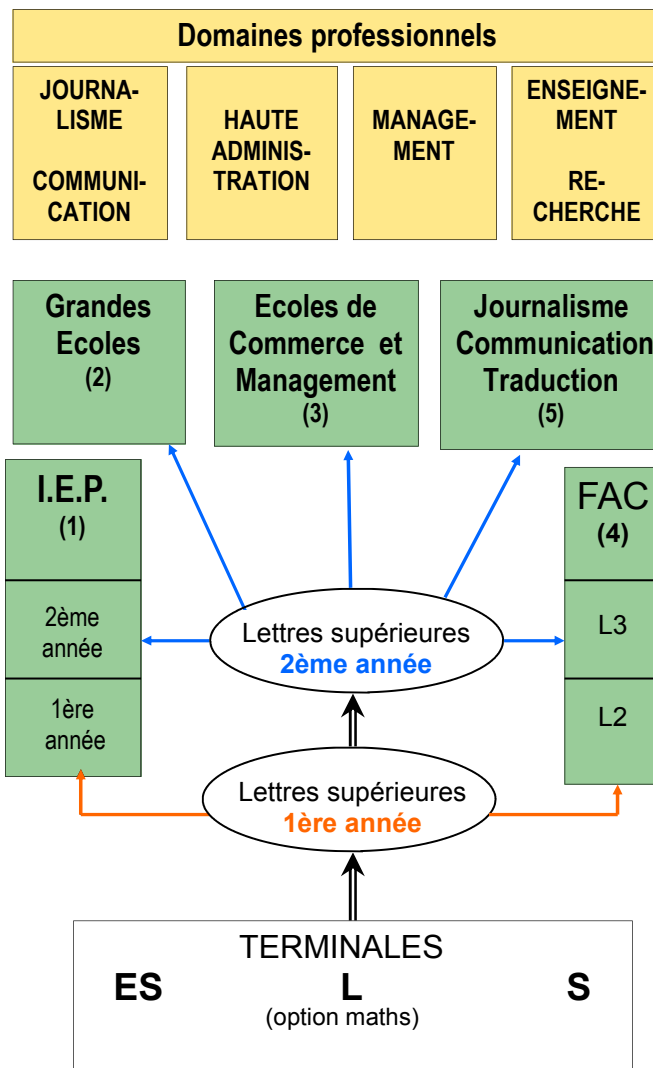 Domaines professionnels
JOURNA-
LISME
COMMUNI-
CATION
HAUTE
ADMINIS-
TRATION
MANAGE-
MENT
ENSEIGNE-
MENT
RE-
CHERCHE
Grandes
Ecoles
(2)
Ecoles de
Commerce et
Management
(3)
Journalisme
Communication
Traduction
(5)
I.E.P.
(1)
2ème
année
1ère
année
FAC
(4)
L3
L2
Lettres supérieures
2ème année
Lettres supérieures
1ère année
TERMINALES
ES L S
(option maths)